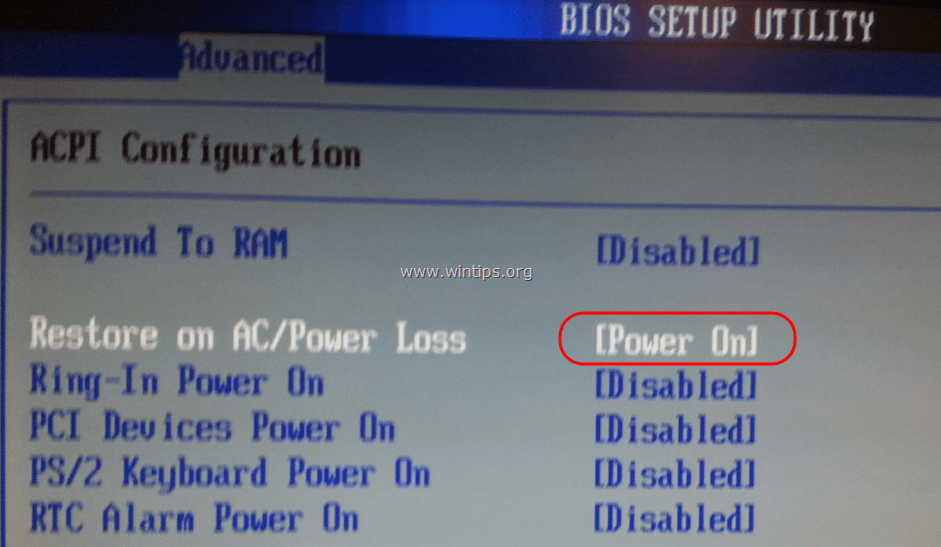 BIOS SETUP UTILITY
Advanced
ACPI Configuration
Suspend To RAM [Disabled]
www.wintips.org
Restore on AC/Power Loss [Power On]
Ring-In Power On [Disabled]
PCI Devices Power On [Disabled]
PS/2 Keyboard Power On [Disabled]
RTC Alarm Power On [Disabled]